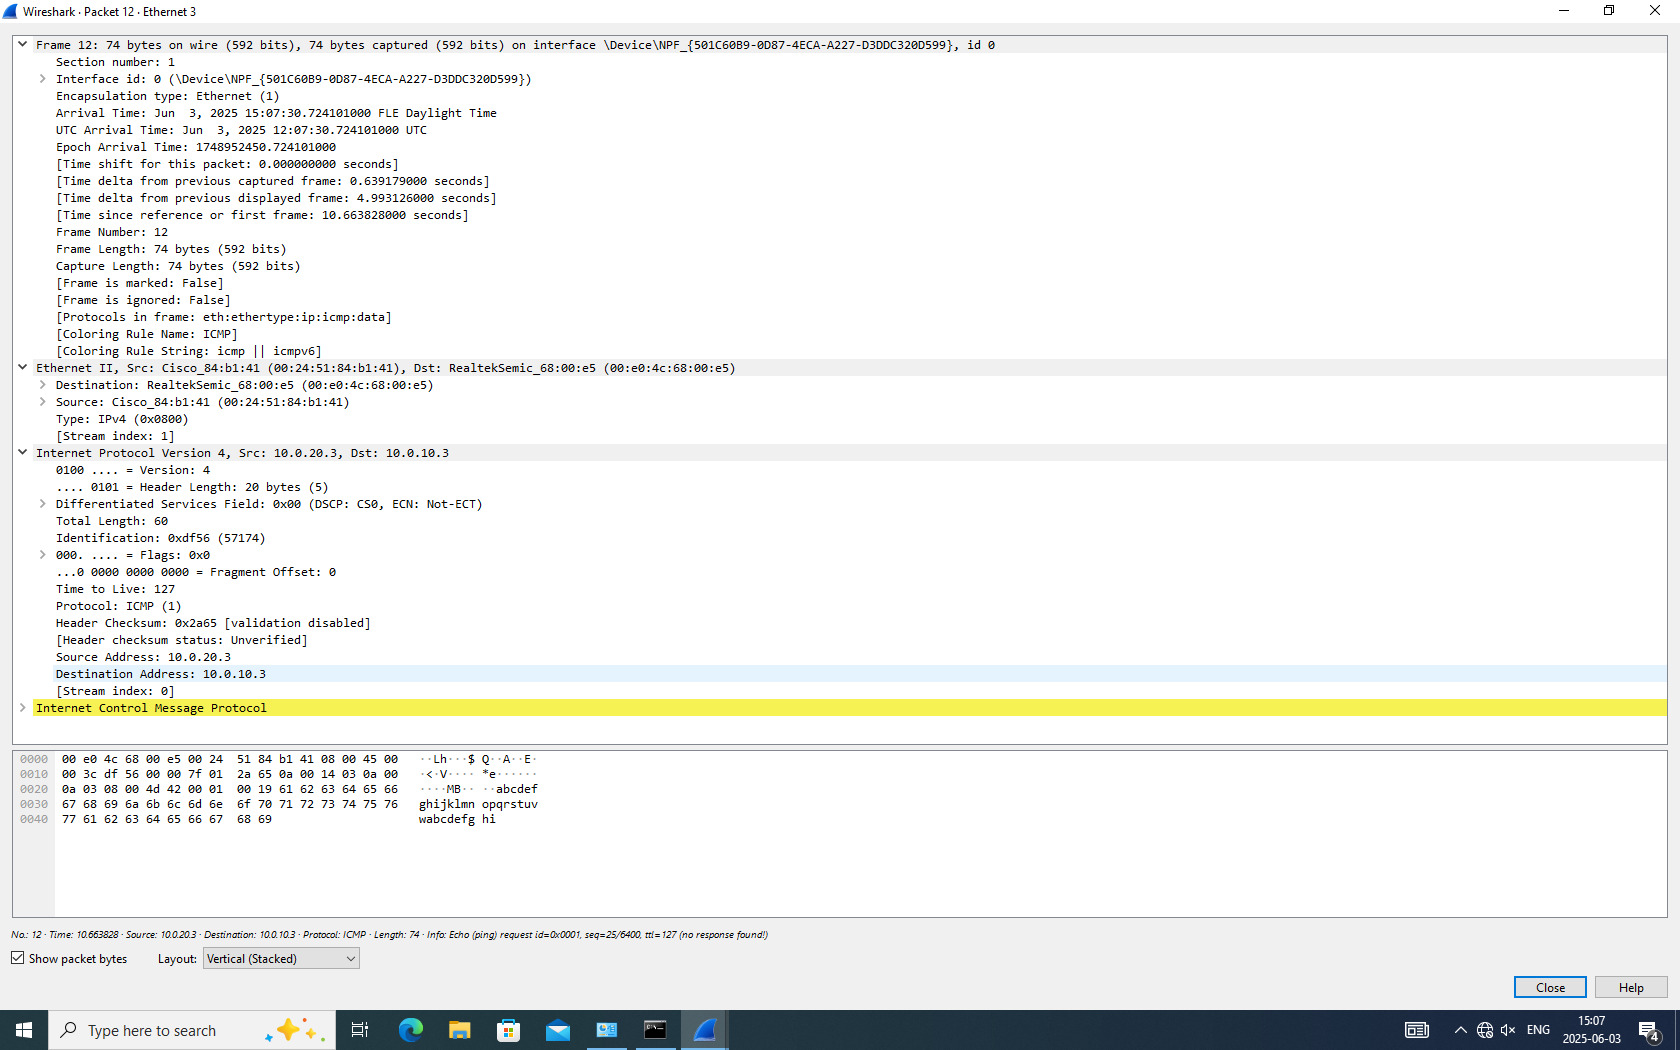 Wireshark · Packet 12 · Ethernet 3
Frame 12: 74 bytes on wire (592 bits), 74 bytes captured (592 bits) on interface \Device\NPF_{501C60B9-0D87-4ECA-A227-D3DDC320D599}, id 0
Section number: 1
Interface id: 0 (\Device\NPF_{501C60B9-0D87-4ECA-A227-D3DDC320D599})
Encapsulation type: Ethernet (1)
Arrival Time: Jun  3, 2025 15:07:30.724101000 FLE Daylight Time
UTC Arrival Time: Jun  3, 2025 12:07:30.724101000 UTC
Epoch Arrival Time: 1748952450.724101000
[Time shift for this packet: 0.000000000 seconds]
[Time delta from previous captured frame: 0.639179000 seconds]
[Time delta from previous displayed frame: 4.993126000 seconds]
[Time since reference or first frame: 10.663828000 seconds]
Frame Number: 12
Frame Length: 74 bytes (592 bits)
Capture Length: 74 bytes (592 bits)
[Frame is marked: False]
[Frame is ignored: False]
[Protocols in frame: eth:ethertype:ip:icmp:data]
[Coloring Rule Name: ICMP]
[Coloring Rule String: icmp || icmpv6]
Ethernet II, Src: Cisco_84:b1:41 (00:24:51:84:b1:41), Dst: RealtekSemic_68:00:e5 (00:e0:4c:68:00:e5)
Destination: RealtekSemic_68:00:e5 (00:e0:4c:68:00:e5)
Source: Cisco_84:b1:41 (00:24:51:84:b1:41)
Type: IPv4 (0x0800)
[Stream index: 1]
Internet Protocol Version 4, Src: 10.0.20.3, Dst: 10.0.10.3
0100 .... = Version: 4
.... 0101 = Header Length: 20 bytes (5)
Differentiated Services Field: 0x00 (DSCP: CS0, ECN: Not-ECT)
Total Length: 60
Identification: 0xdf56 (57174)
000. .... = Flags: 0x0
...0 0000 0000 0000 = Fragment Offset: 0
Time to Live: 127
Protocol: ICMP (1)
Header Checksum: 0x2a65 [validation disabled]
[Header checksum status: Unverified]
Source Address: 10.0.20.3
Destination Address: 10.0.10.3
[Stream index: 0]
Internet Control Message Protocol
0000  00 e0 4c 68 00 e5 00 24  51 84 b1 41 08 00 45 00   ··Lh···$ Q··A··E·
0010  00 3c df 56 00 00 7f 01  2a 65 0a 00 14 03 0a 00   ·<·V···· *e······
0020  0a 03 08 00 4d 42 00 01  00 19 61 62 63 64 65 66   ····MB·· ··abcdef
0030  67 68 69 6a 6b 6c 6d 6e  6f 70 71 72 73 74 75 76   ghijklmn opqrstuv
0040  77 61 62 63 64 65 66 67  68 69   wabcdefg hi
No.: 12 · Time: 10.663828 · Source: 10.0.20.3 · Destination: 10.0.10.3 · Protocol: ICMP · Length: 74 · Info: Echo (ping) request id=0x0001, seq=25/6400, ttl=127 (no response found!)
Show packet bytes Layout: Vertical (Stacked)
Close Help
Type here to search
ENG 15:07
2025-06-03
4